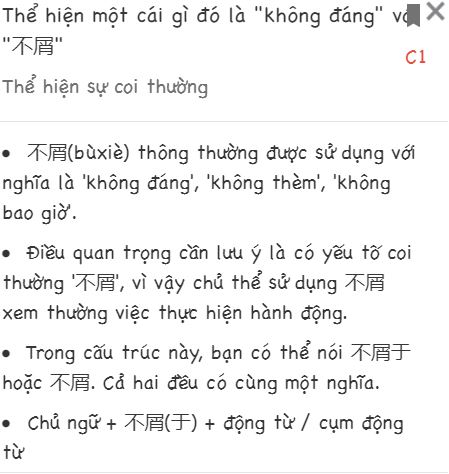 Thể hiện một cái gì đó là "không đáng" v
"不屑"
C1
Thể hiện sự coi thường
• 不屑(bùxiè) thông thường được sử dụng với
nghĩa là 'không đáng', 'không thèm', 'không
bao giờ'.
• Điều quan trọng cần lưu ý là có yếu tố coi
thường '不屑', vì vậy chủ thể sử dụng 不屑
xem thường việc thực hiện hành động.
• Trong cấu trúc này, bạn có thể nói 不屑于
hoặc 不屑. Cả hai đều có cùng một nghĩa.
• Chủ ngữ + 不屑(于) + động từ / cụm động
từ